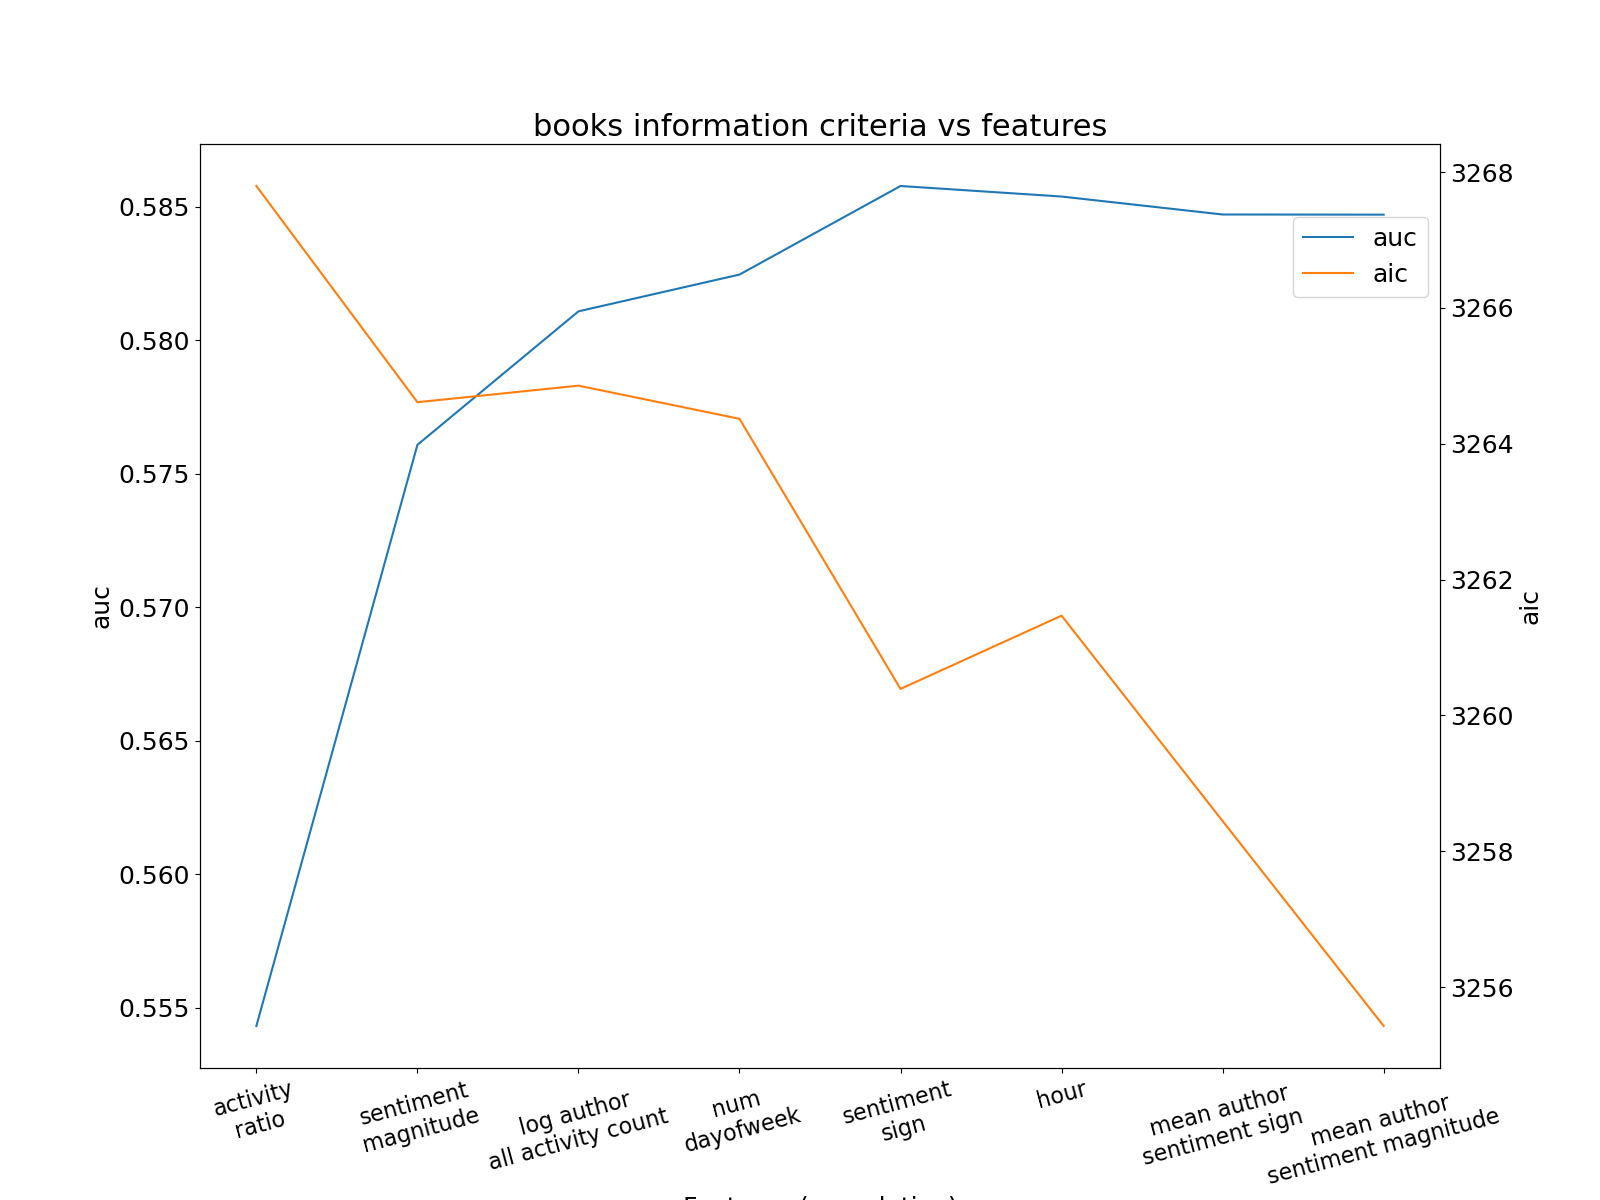 books information criteria vs features
0.585
0.580
0.575
0.570
0.565
0.560
0.555
auc
3268
3266
3264
3262
3260
3258
3256
aic
auc
aic
activity
ratio
sentiment
magnitude
log author
all activity count
num
dayofweek
sentiment
sign
hour
mean author
sentiment sign
mean author
sentiment magnitude